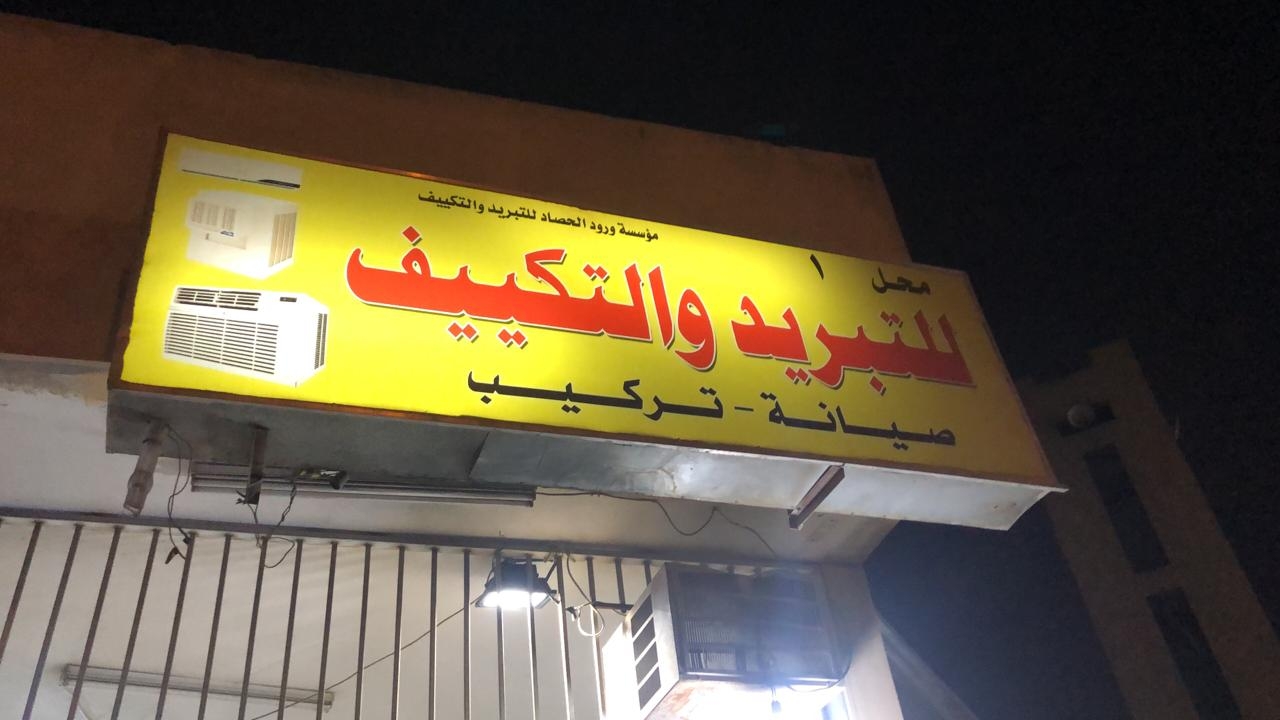 مؤسسة ورود الحصاد للتبريد والتكييف
محل ١
للتبريد والتكييف
صيانة - تركيب